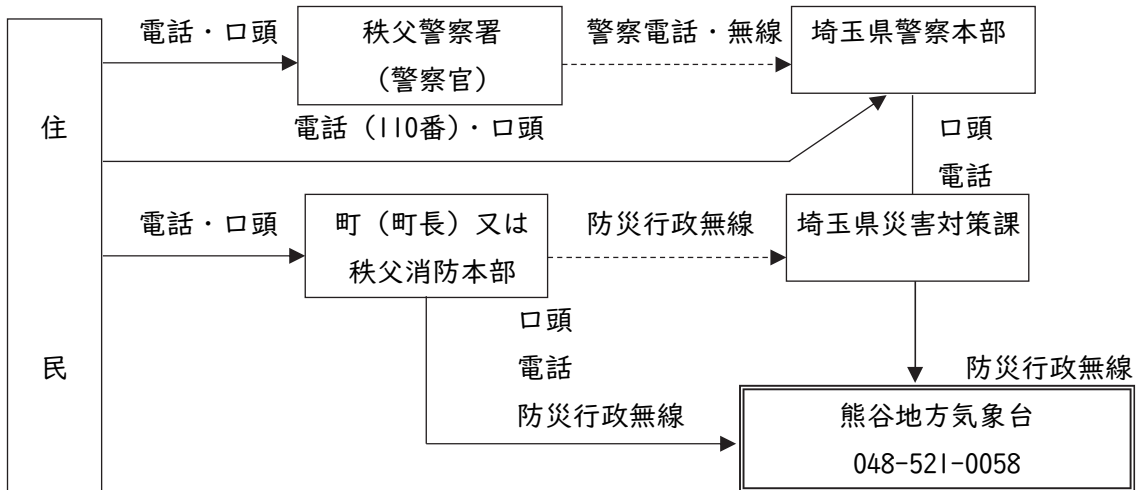 電話・口頭
秩父警察署
(警察官)
警察電話・無線
埼玉県警察本部
電話（110番）・口頭
口頭
電話
住
民
電話・口頭
町（町長）又は
秩父消防本部
防災行政無線
埼玉県災害対策課
口頭
電話
防災行政無線
防災行政無線
熊谷地方気象台
048-521-0058